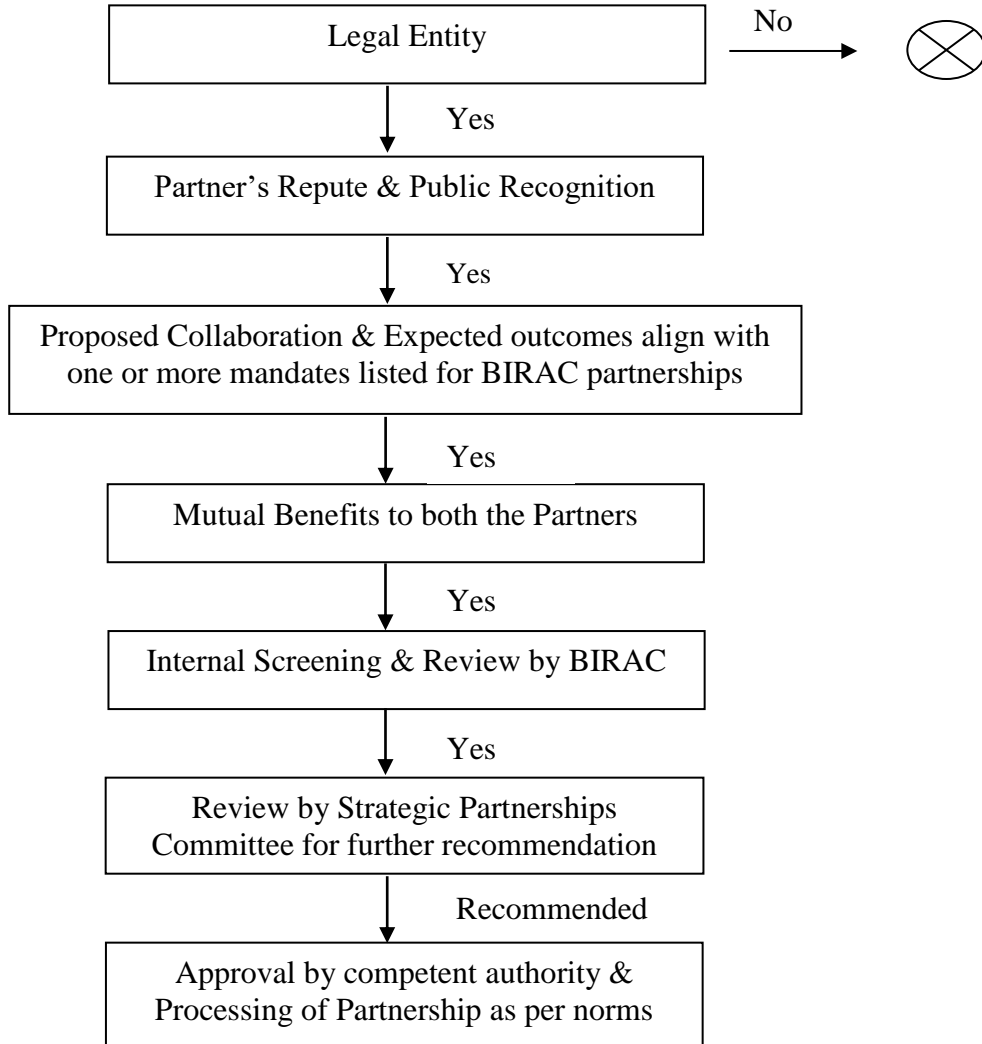 Legal Entity
No
Yes
Partner’s Repute & Public Recognition
Yes
Proposed Collaboration & Expected outcomes align with
one or more mandates listed for BIRAC partnerships
Yes
Mutual Benefits to both the Partners
Yes
Internal Screening & Review by BIRAC
Yes
Review by Strategic Partnerships
Committee for further recommendation
Recommended
Approval by competent authority &
Processing of Partnership as per norms